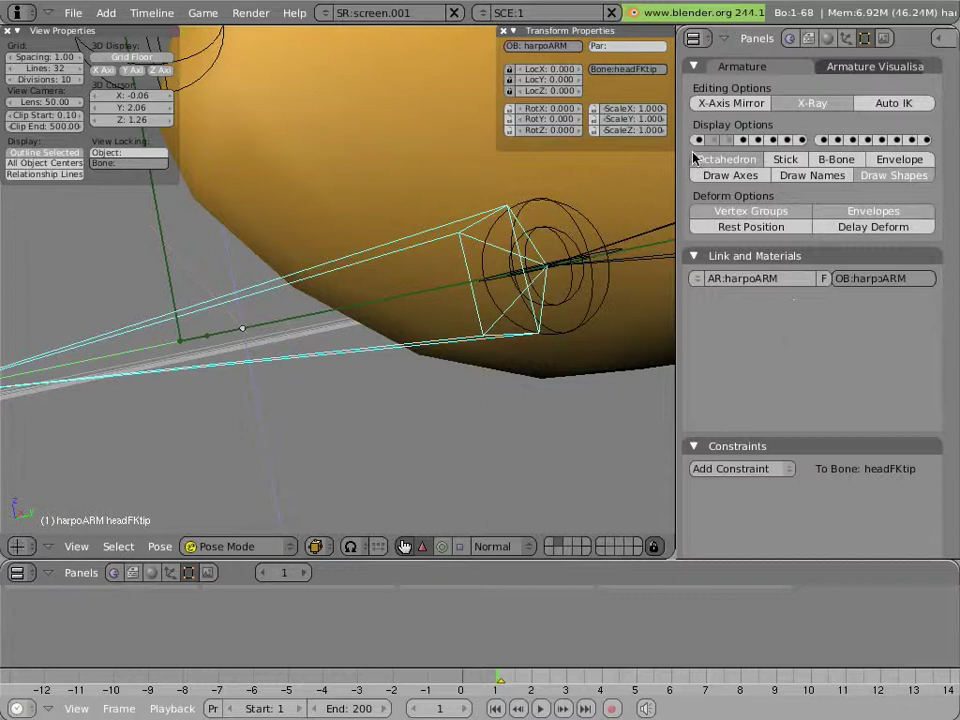 File Add Timeline Game Render Help SR:screen.001 SCE:1 www.blender.org 244.1 Bo:1-68 | Mem:6.92M (46.24M)
View Properties
Grid:
Spacing: 1.00
Lines: 32
Divisions: 10
View Camera:
Lens: 50.00
Clip Start: 0.10
Clip End: 500.00
Display:
Outline Selected
All Object Centers
Relationship Lines
3D Display:
Grid Floor
X Axi Y Axi Z Axi
3D Cursor:
X: -0.06
Y: 2.06
Z: 1.26
View Locking:
Object:
Bone:
Transform Properties
OB: harpoARM Par:
LocX: 0.000 Bone:headFKtip
LocY: 0.000
LocZ: 0.000
RotX: 0.000 ScaleX: 1.000
RotY: 0.000 ScaleY: 1.000
RotZ: 0.000 ScaleZ: 1.000
Panels
Armature Armature Visualisa
Editing Options
X-Axis Mirror X-Ray Auto IK
Display Options
Octahedron Stick B-Bone Envelope
Draw Axes Draw Names Draw Shapes
Deform Options
Vertex Groups Envelopes
Rest Position Delay Deform
Link and Materials
AR:harpoARM F OB:harpoARM
Constraints
Add Constraint To Bone: headFKtip
z
y
(1) harpoARM headFKtip
View Select Pose Pose Mode Normal
Panels 1
-12 -11 -10 -9 -8 -7 -6 -5 -4 -3 -2 -1 0 1 2 3 4 5 6 7 8 9 10 11 12 13 14
View Frame Playback Pr Start: 1 End: 200 1